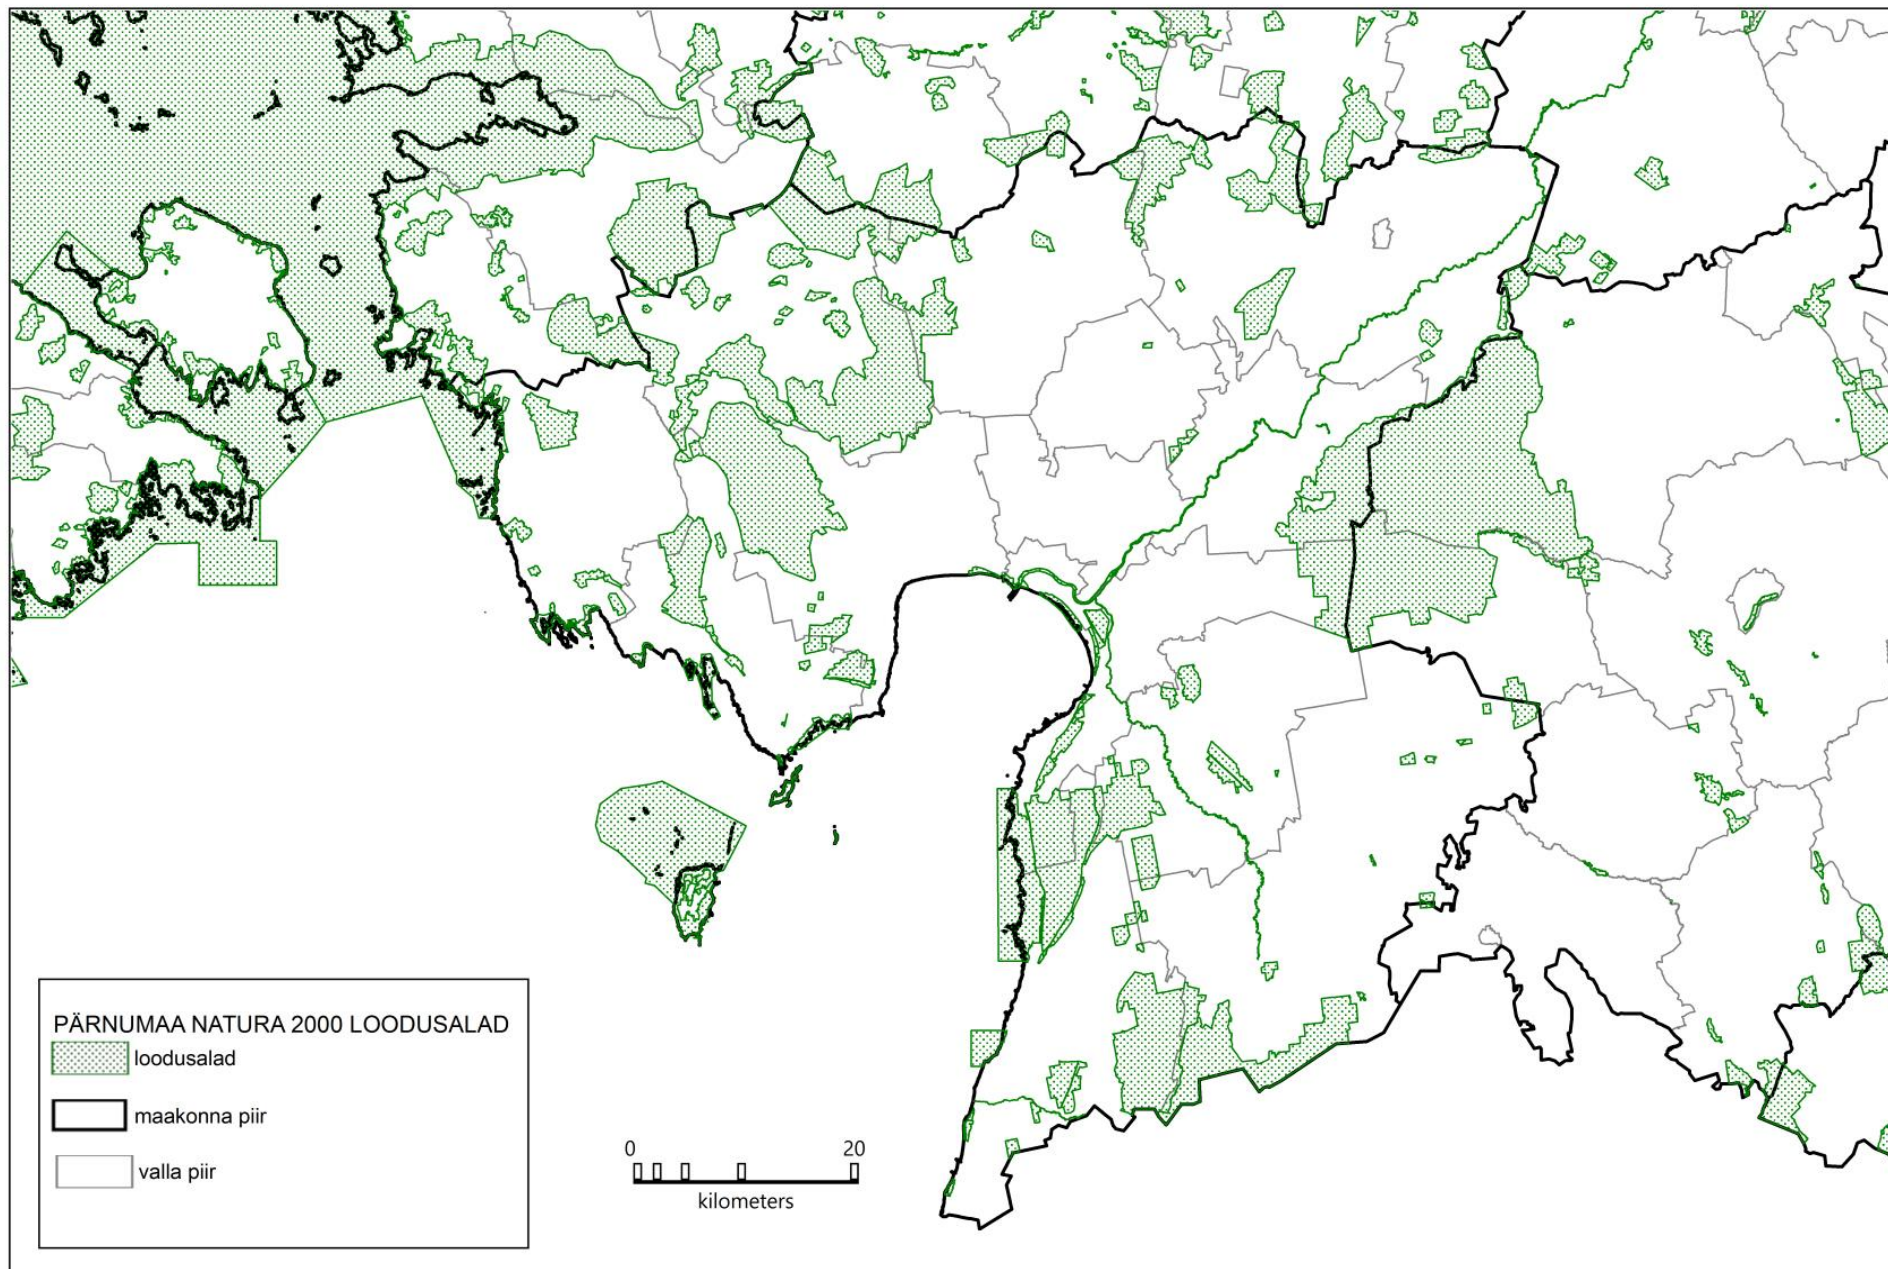 PÄRNUMAA NATURA 2000 LOODUSALAD
loodusalad
maakonna piir
valla piir
0 20
kilometers